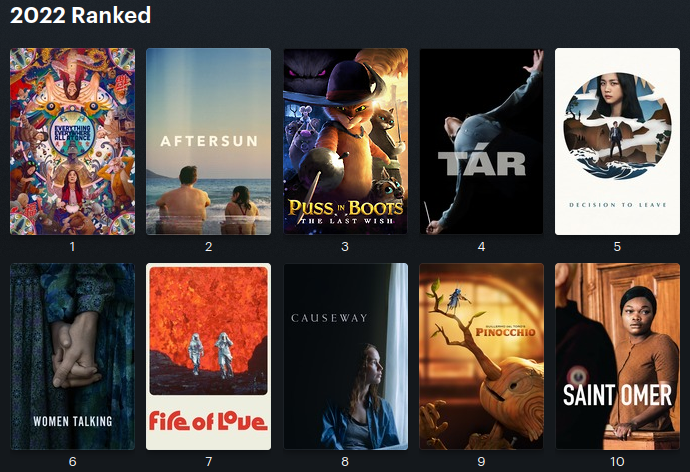 2022 Ranked
EVERYTHING
EVERYWHERE
ALL AT ONCE
AFTERSUN
PUSS IN BOOTS
THE LAST WISH
TÁR
DECISION TO LEAVE
1
2
3
4
5
WOMEN TALKING
fire of love
CAUSEWAY
GUILLERMO DEL TORO'S
PINOCCHIO
SAINT OMER
6
7
8
9
10